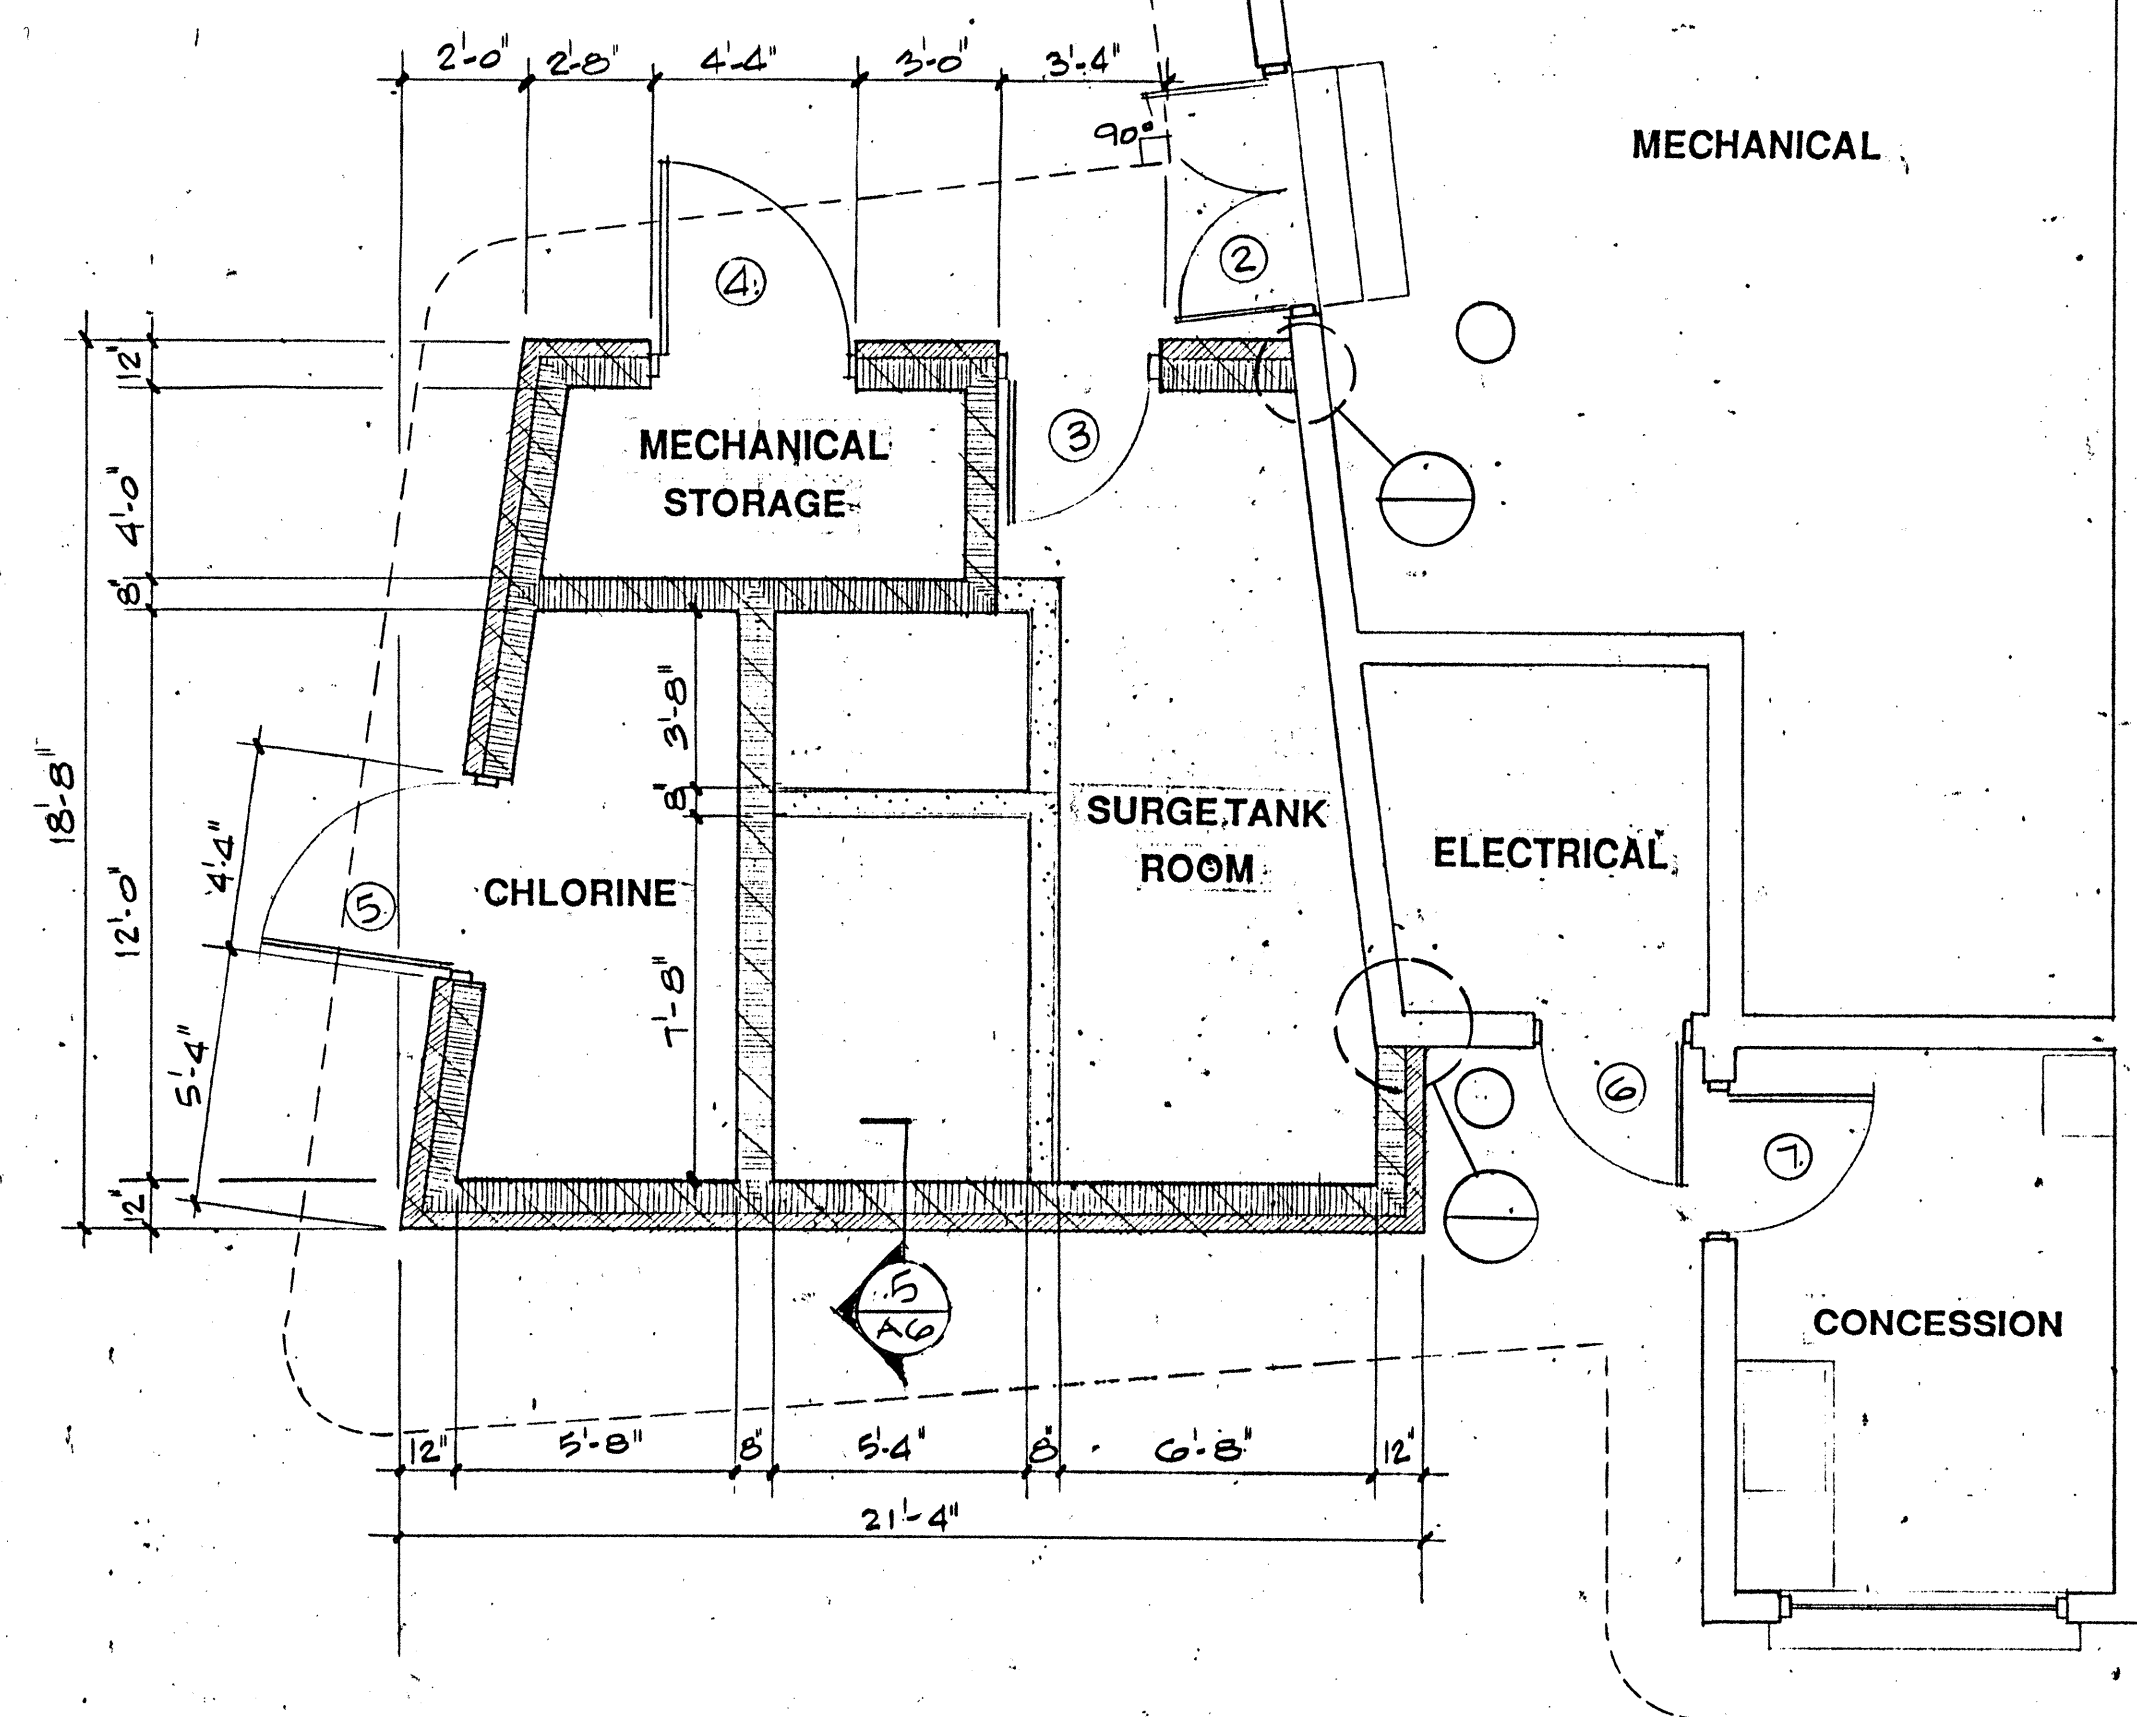 2'-0" 2'-8" 4'-4" 3'-0" 3'-4"
90°
MECHANICAL
2
4
12"
3
MECHANICAL
STORAGE
4'-0"
8"
3'-8"
18'-8"
8"
SURGE TANK
ROOM
ELECTRICAL
4'-4"
CHLORINE
5
12'-0"
7'-8"
5'-4"
6
7
12"
5
A6
CONCESSION
12" 5'-8" 8" 5'-4" 8" 6'-8" 12"
21'-4"